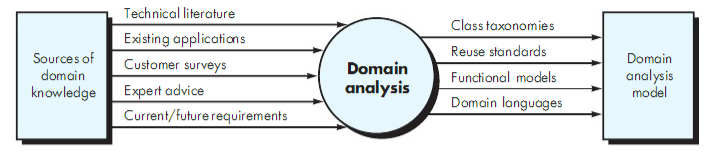 Sources of
domain
knowledge
Technical literature
Existing applications
Customer surveys
Expert advice
Current/future requirements
Domain
analysis
Class taxonomies
Reuse standards
Functional models
Domain languages
Domain
analysis
model